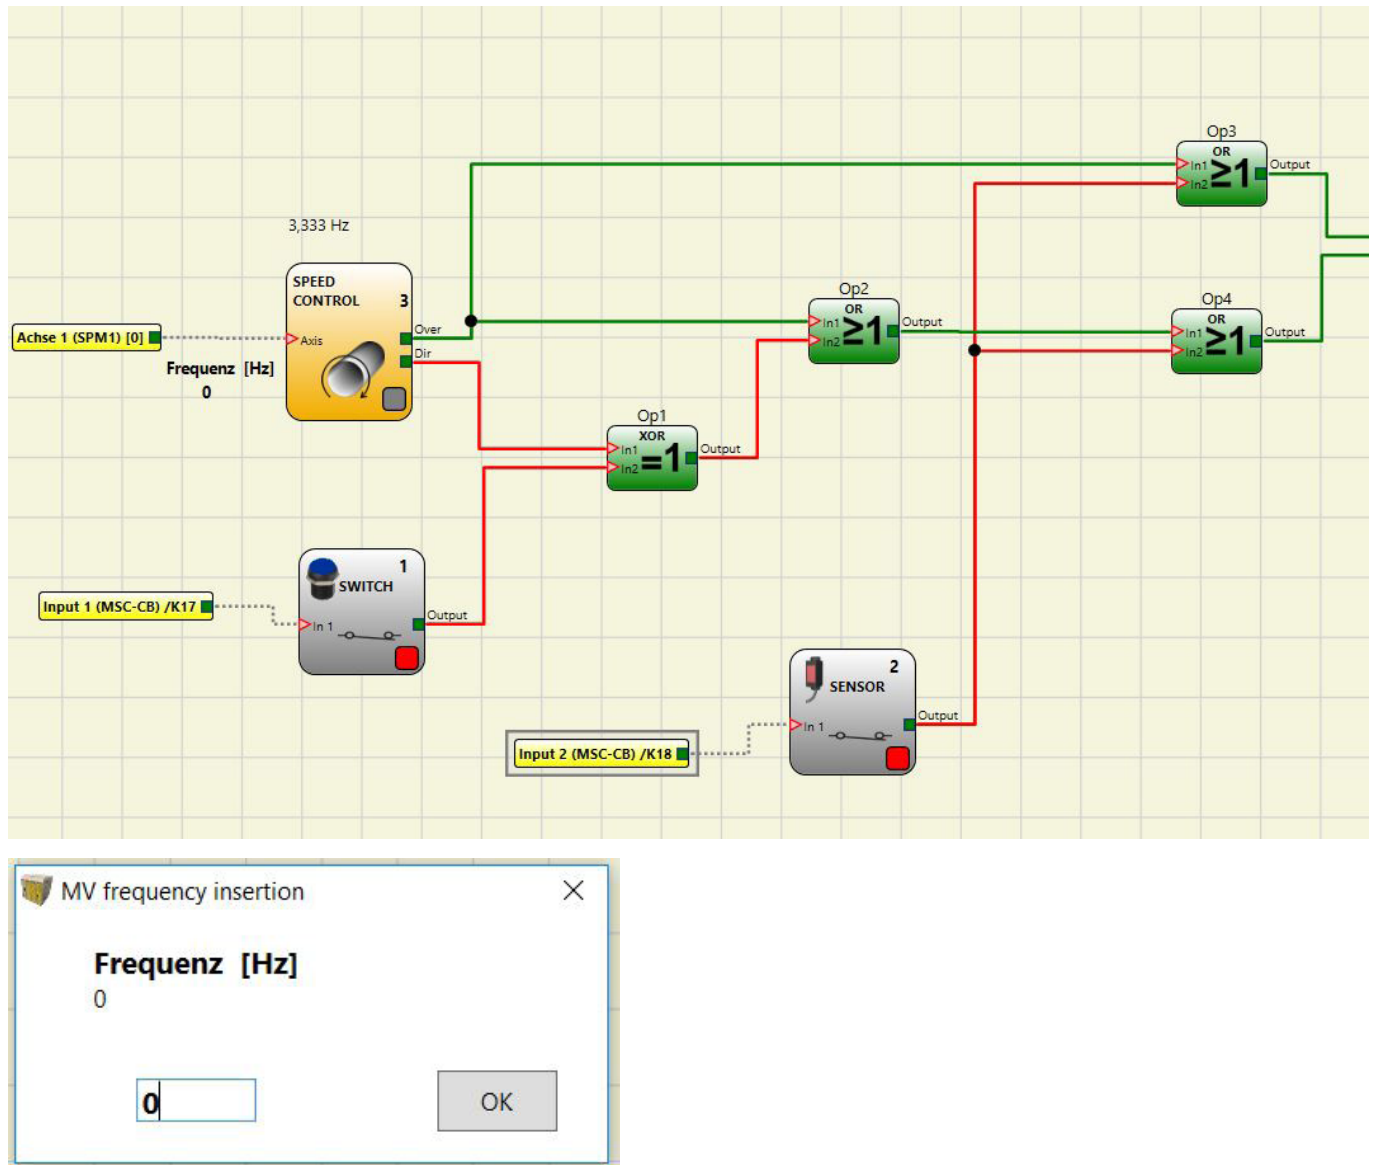 Op3
OR
In1
≥1
Output
In2
3,333 Hz
SPEED
CONTROL
3
Over
Achse 1 (SPM1) [0]
Axis
Dir
Frequenz [Hz]
0
Op2
OR
In1
≥1
Output
In2
Op4
OR
In1
≥1
Output
In2
Op1
XOR
In1
=1
Output
In2
1
SWITCH
Input 1 (MSC-CB) /K17
In 1
Output
2
SENSOR
Output
In 1
Input 2 (MSC-CB) /K18
MV frequency insertion
Frequenz [Hz]
0
0
OK